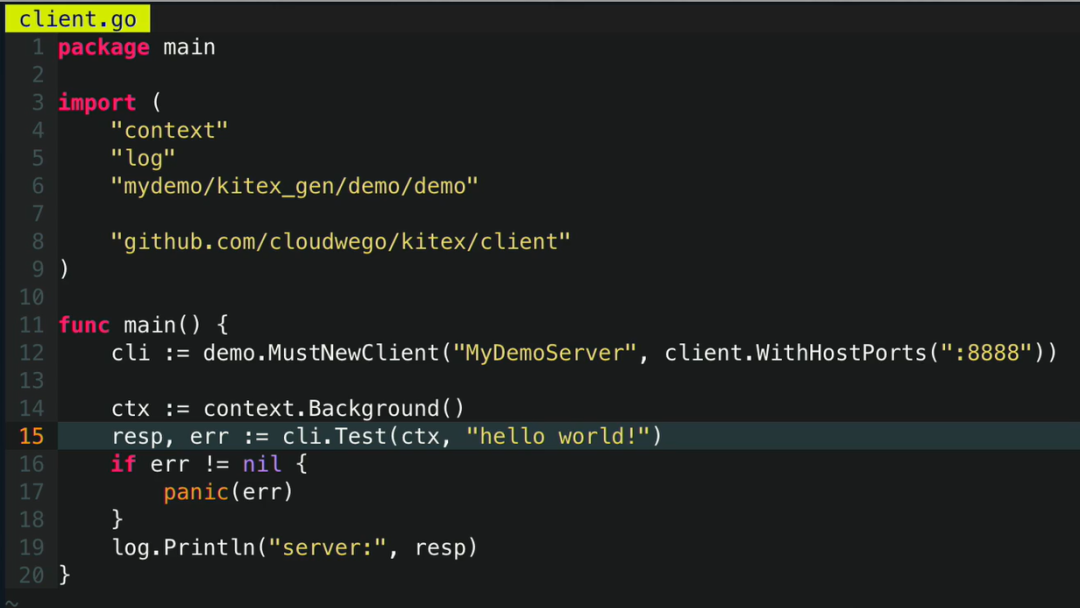 client.go
1 package main
2
3 import (
4     "context"
5     "log"
6     "mydemo/kitex_gen/demo/demo"
7
8     "github.com/cloudwego/kitex/client"
9 )
10
11 func main() {
12     cli := demo.MustNewClient("MyDemoServer", client.WithHostPorts(":8888"))
13
14     ctx := context.Background()
15     resp, err := cli.Test(ctx, "hello world!")
16     if err != nil {
17         panic(err)
18     }
19     log.Println("server:", resp)
20 }
~